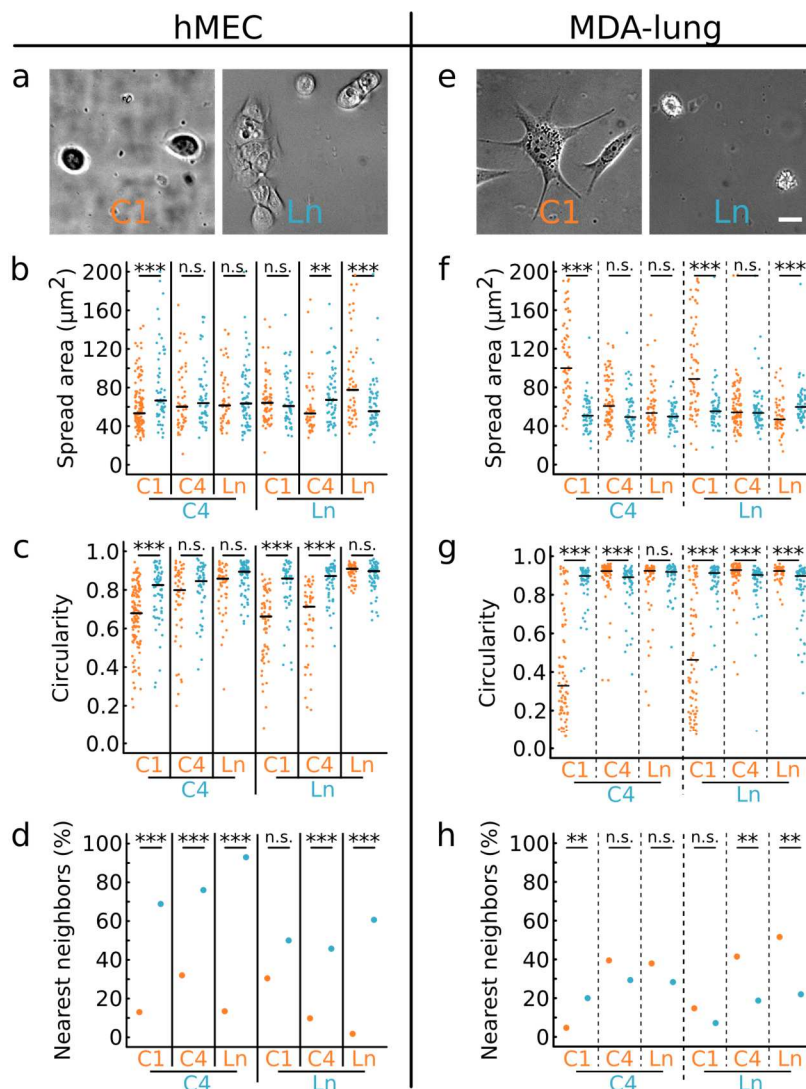 hMEC
MDA-lung
a
C1
Ln
e
C1
Ln
b
Spread area (μm²)
200
160
120
80
40
0
*** n.s. n.s. n.s. ** ***
C1 C4 Ln C1 C4 Ln
C4 Ln
f
Spread area (μm²)
200
160
120
80
40
0
*** n.s. n.s. *** n.s. ***
C1 C4 Ln C1 C4 Ln
C4 Ln
c
Circularity
1.0
0.8
0.6
0.4
0.2
0.0
*** n.s. n.s. *** *** n.s.
C1 C4 Ln C1 C4 Ln
C4 Ln
g
Circularity
1.0
0.8
0.6
0.4
0.2
0.0
*** *** n.s. *** *** ***
C1 C4 Ln C1 C4 Ln
C4 Ln
d
Nearest neighbors (%)
100
80
60
40
20
0
*** *** *** n.s. *** ***
C1 C4 Ln C1 C4 Ln
C4 Ln
h
Nearest neighbors (%)
100
80
60
40
20
0
** n.s. n.s. n.s. ** **
C1 C4 Ln C1 C4 Ln
C4 Ln